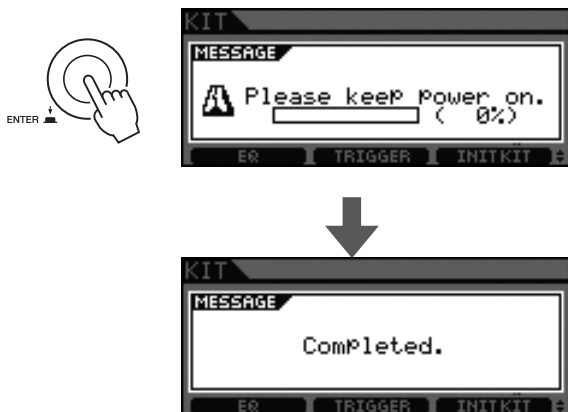 KIT
MESSAGE
Please keep power on.
( 0%)
ENTER
EQ TRIGGER INITKIT
KIT
MESSAGE
Completed.
EQ TRIGGER INITKIT